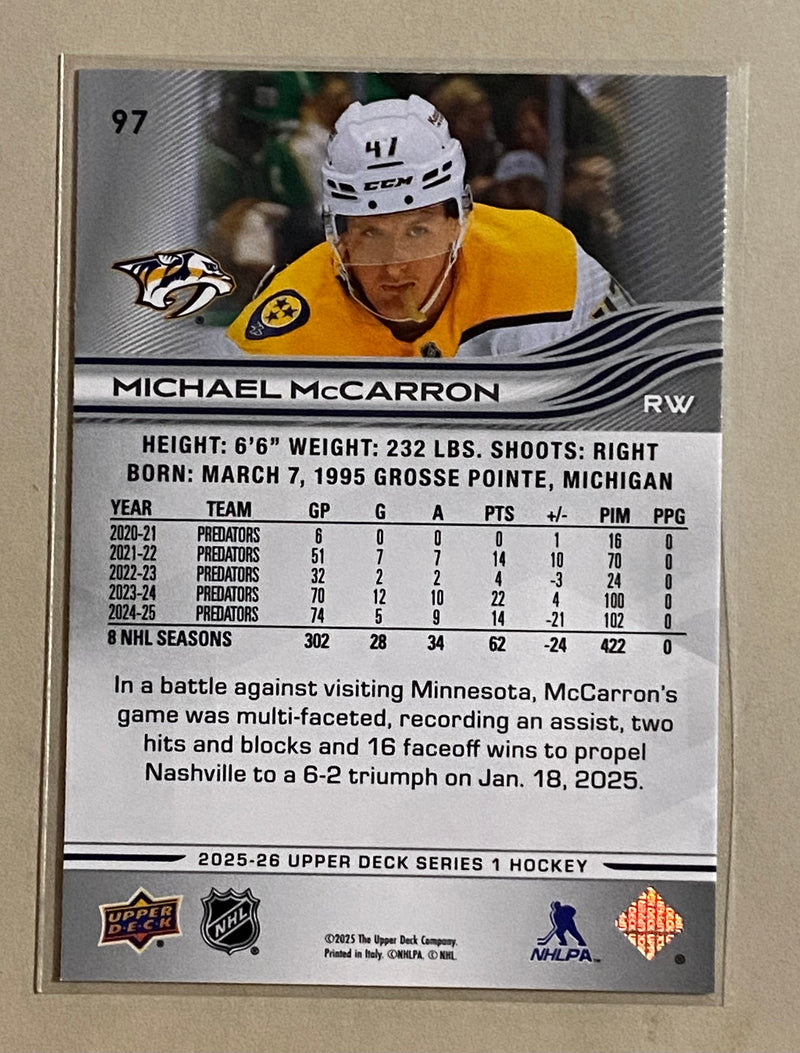 97
47
CCM
MICHAEL McCARRON
RW
HEIGHT: 6'6" WEIGHT: 232 LBS. SHOOTS: RIGHT
BORN: MARCH 7, 1995 GROSSE POINTE, MICHIGAN
YEAR TEAM GP G A PTS +/- PIM PPG
2020-21 PREDATORS 6 0 0 0 1 16 0
2021-22 PREDATORS 51 7 7 14 10 70 0
2022-23 PREDATORS 32 2 2 4 -3 24 0
2023-24 PREDATORS 70 12 10 22 4 100 0
2024-25 PREDATORS 74 5 9 14 -21 102 0
8 NHL SEASONS 302 28 34 62 -24 422 0
In a battle against visiting Minnesota, McCarron's
game was multi-faceted, recording an assist, two
hits and blocks and 16 faceoff wins to propel
Nashville to a 6-2 triumph on Jan. 18, 2025.
2025-26 UPPER DECK SERIES 1 HOCKEY
UPPER
D·E·C·K
®
NHL
®
©2025 The Upper Deck Company.
Printed in Italy. ©NHLPA. © NHL.
NHLPA™
®